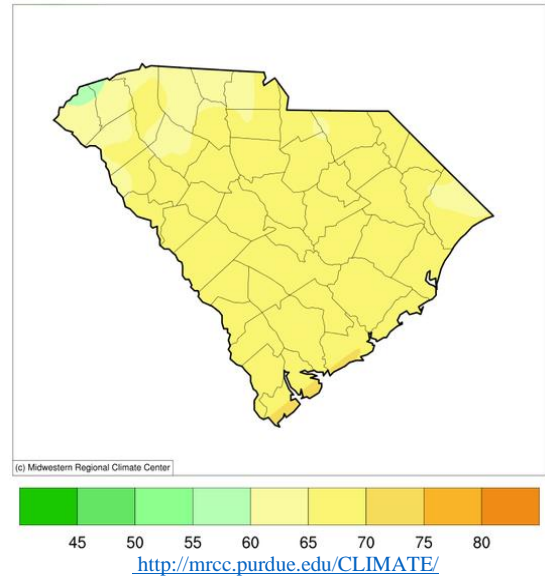 (c) Midwestern Regional Climate Center
45 50 55 60 65 70 75 80
http://mrcc.purdue.edu/CLIMATE/